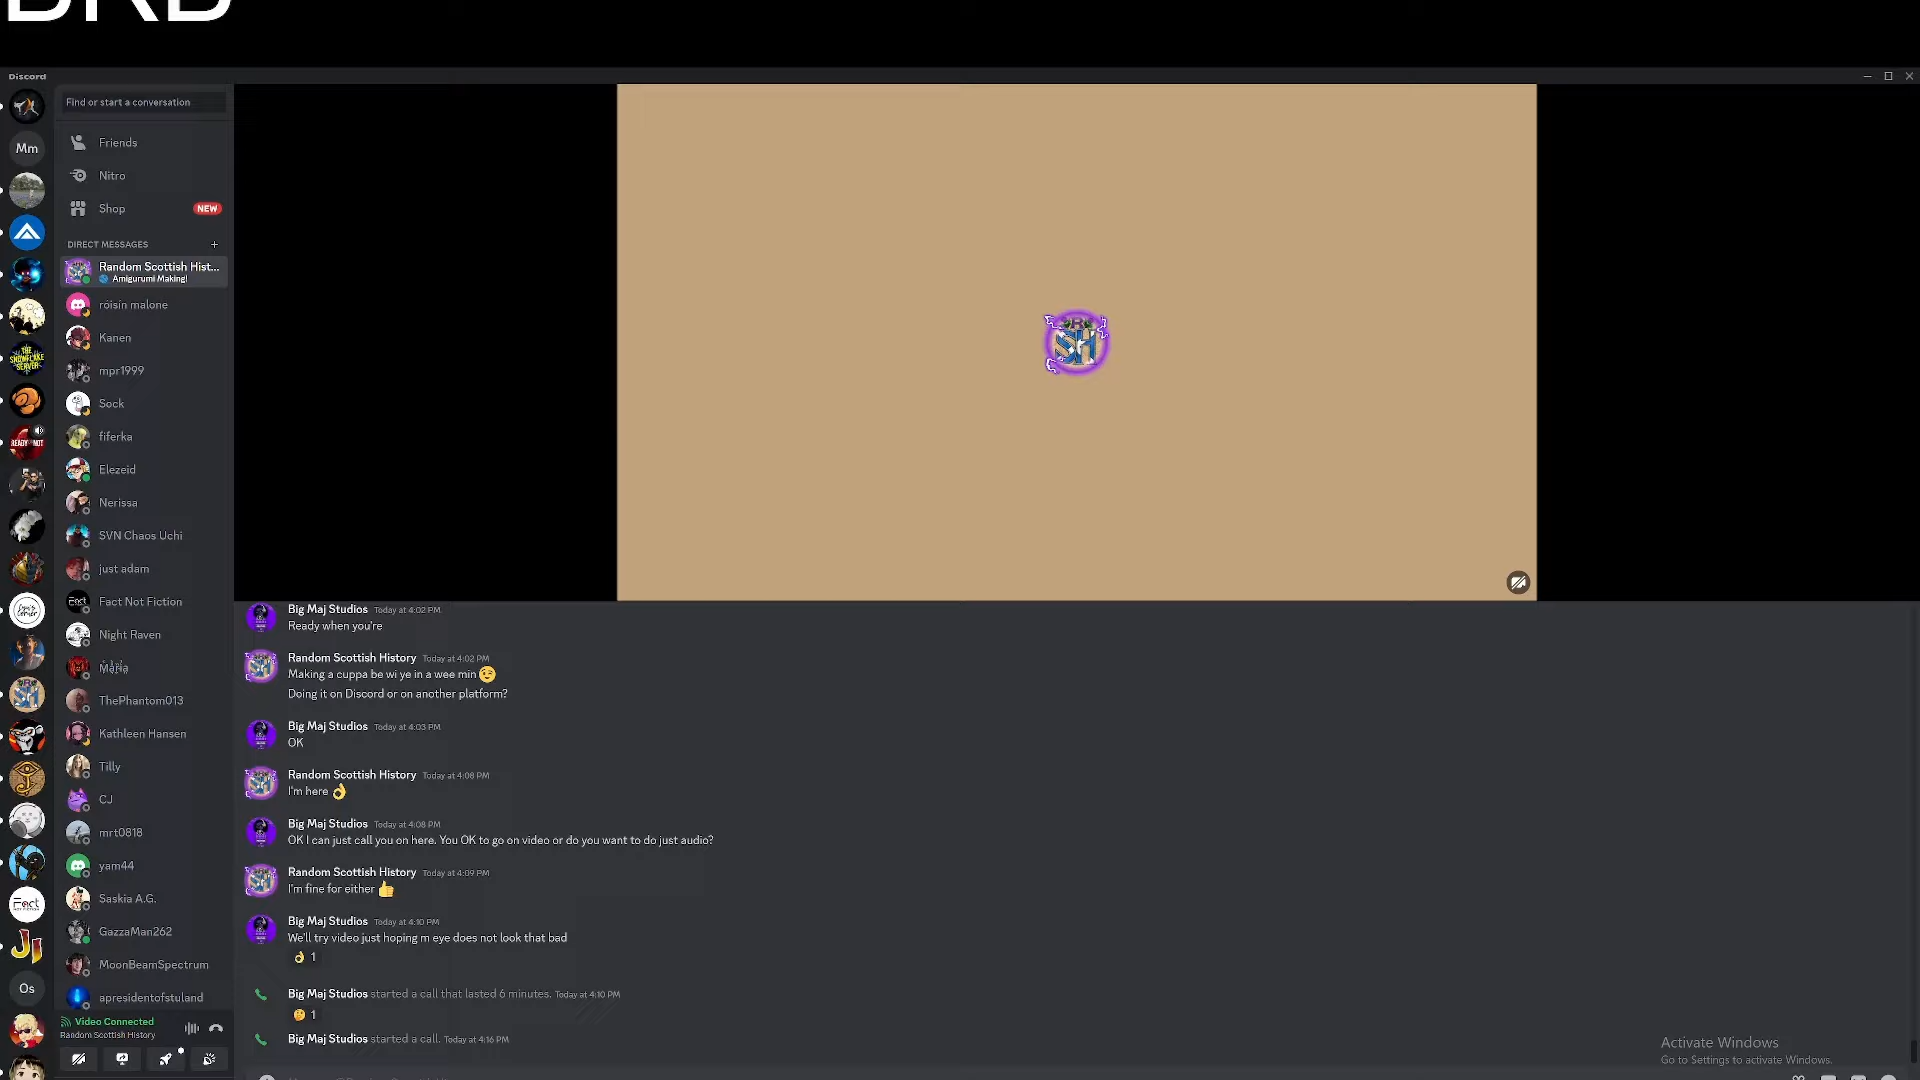 BRB
Discord
Find or start a conversation
Mm
Friends
Nitro
Shop
NEW
DIRECT MESSAGES +
Random Scottish Hist...
Amigurumi Making!
róisín malone
Kanen
mpr1999
Sock
fiferka
Elezeid
Nerissa
SVN Chaos Uchi
just adam
Fact Not Fiction
Night Raven
Maria
ThePhantom013
Kathleen Hansen
Tilly
CJ
mrt0818
yam44
Saskia A.G.
GazzaMan262
MoonBeamSpectrum
apresidentofstuland
THE SNOWFLAKE SERVER
READY OR NOT
Os
Video Connected
Random Scottish History
Big Maj Studios Today at 4:02 PM
Ready when you're
Random Scottish History Today at 4:02 PM
Making a cuppa be wi ye in a wee min 😉
Doing it on Discord or on another platform?
Big Maj Studios Today at 4:03 PM
OK
Random Scottish History Today at 4:08 PM
I'm here 👌
Big Maj Studios Today at 4:08 PM
OK I can just call you on here. You OK to go on video or do you want to do just audio?
Random Scottish History Today at 4:09 PM
I'm fine for either 👍
Big Maj Studios Today at 4:10 PM
We'll try video just hoping m eye does not look that bad
👌 1
Big Maj Studios started a call that lasted 6 minutes. Today at 4:10 PM
🤔 1
Big Maj Studios started a call. Today at 4:16 PM
Activate Windows
Go to Settings to activate Windows.